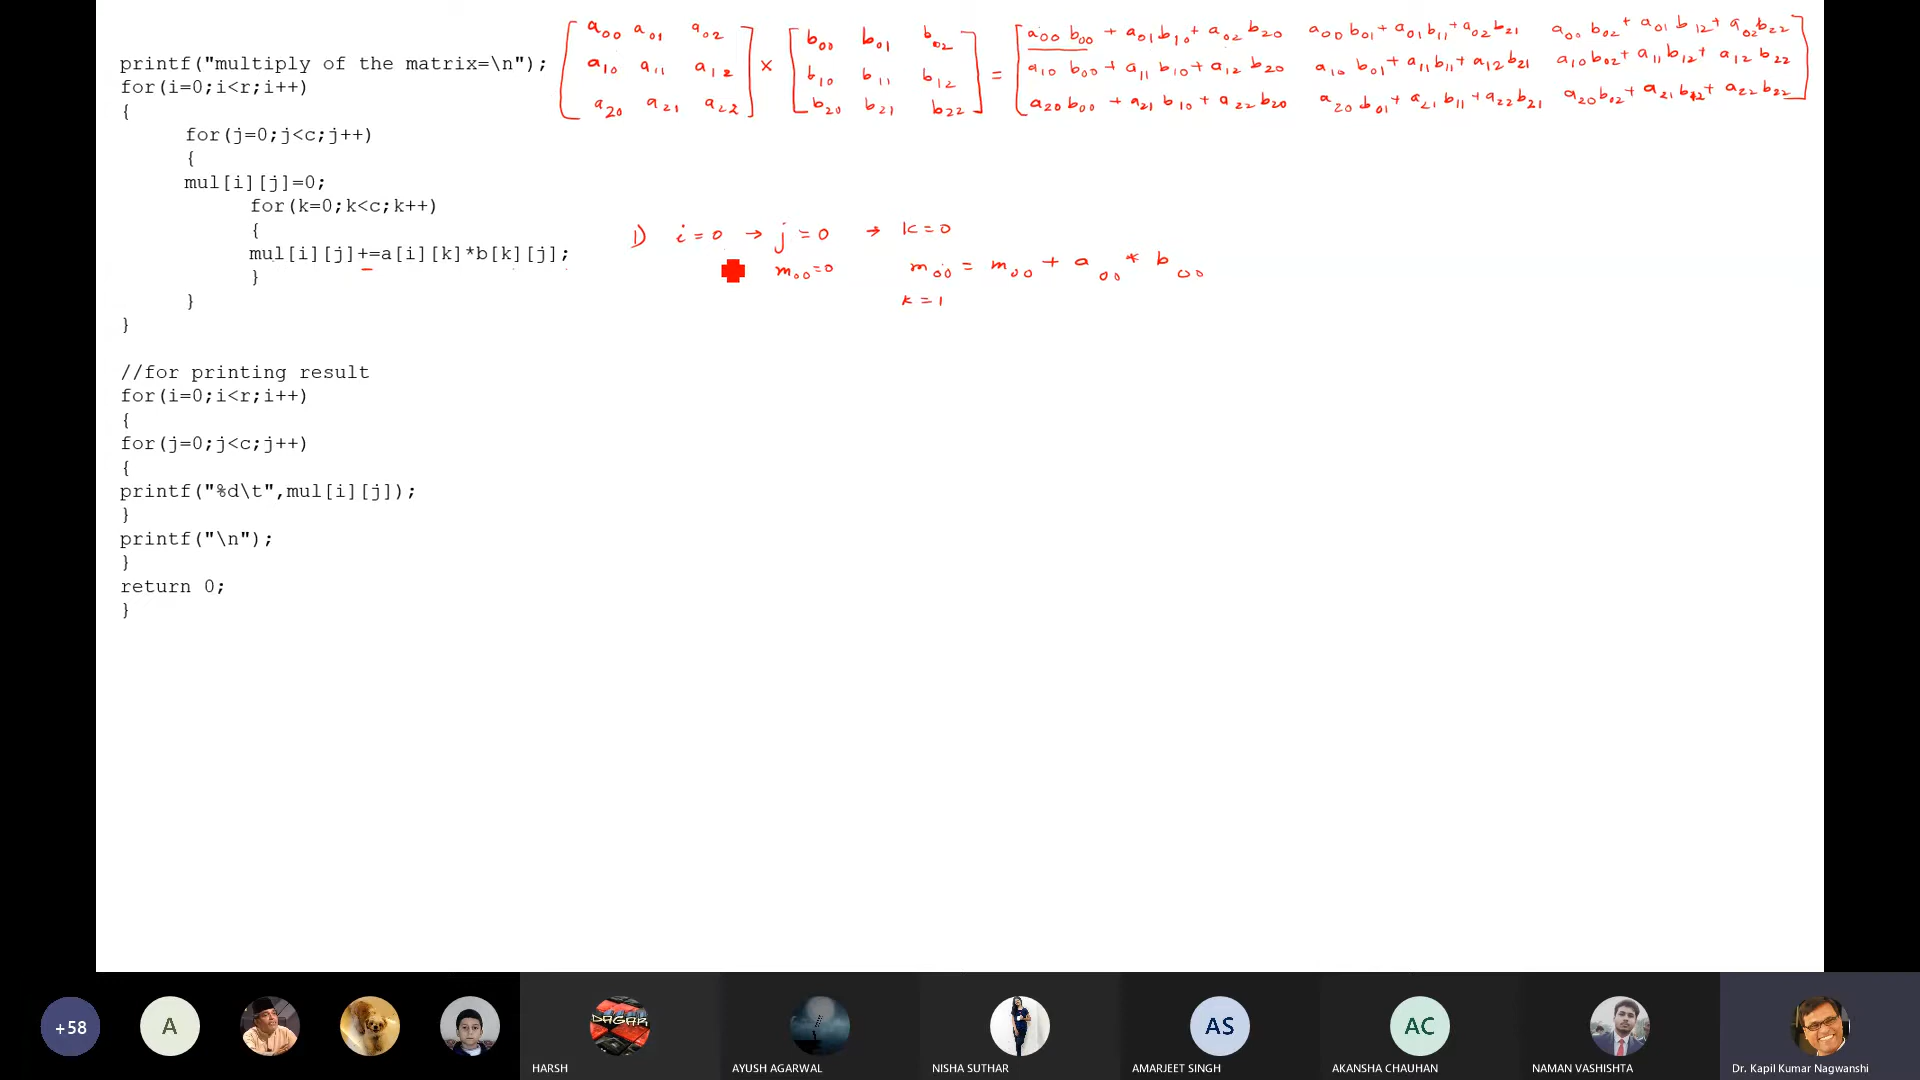 printf("multiply of the matrix=\n");
for(i=0;i<r;i++)
{
for(j=0;j<c;j++)
{
mul[i][j]=0;
for(k=0;k<c;k++)
{
mul[i][j]+=a[i][k]*b[k][j];
}
}
}
//for printing result
for(i=0;i<r;i++)
{
for(j=0;j<c;j++)
{
printf("%d\t",mul[i][j]);
}
printf("\n");
}
return 0;
}
a00 a01 a02
a10 a11 a12
a20 a21 a22
×
b00 b01 b02
b10 b11 b12
b20 b21 b22
=
a00 b00 + a01 b10 + a02 b20 a00 b01 + a01 b11 + a02 b21 a00 b02 + a01 b12 + a02 b22
a10 b00 + a11 b10 + a12 b20 a10 b01 + a11 b11 + a12 b21 a10 b02 + a11 b12 + a12 b22
a20 b00 + a21 b10 + a22 b20 a20 b01 + a21 b11 + a22 b21 a20 b02 + a21 b12 + a22 b22
1) i=0 → j=0 → k=0
m00=0 m00 = m00 + a00 * b00
k=1
+58
A
DAGAR
HARSH
AYUSH AGARWAL
NISHA SUTHAR
AS
AMARJEET SINGH
AC
AKANSHA CHAUHAN
NAMAN VASHISHTA
Dr. Kapil Kumar Nagwanshi